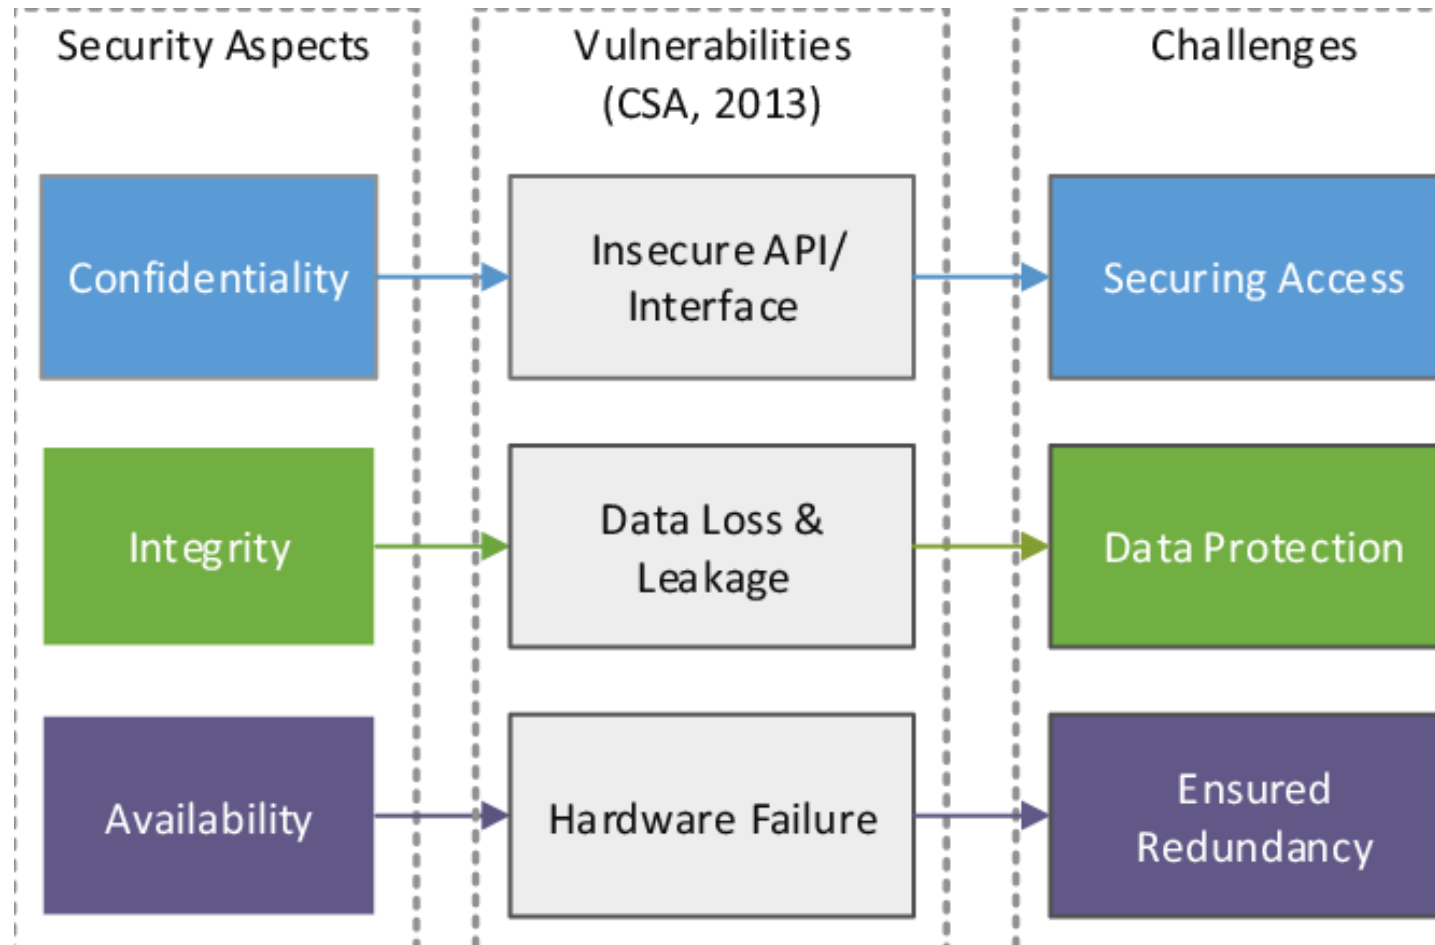 Security Aspects
Vulnerabilities
(CSA, 2013)
Challenges
Confidentiality
Insecure API/
Interface
Securing Access
Integrity
Data Loss &
Leakage
Data Protection
Availability
Hardware Failure
Ensured
Redundancy